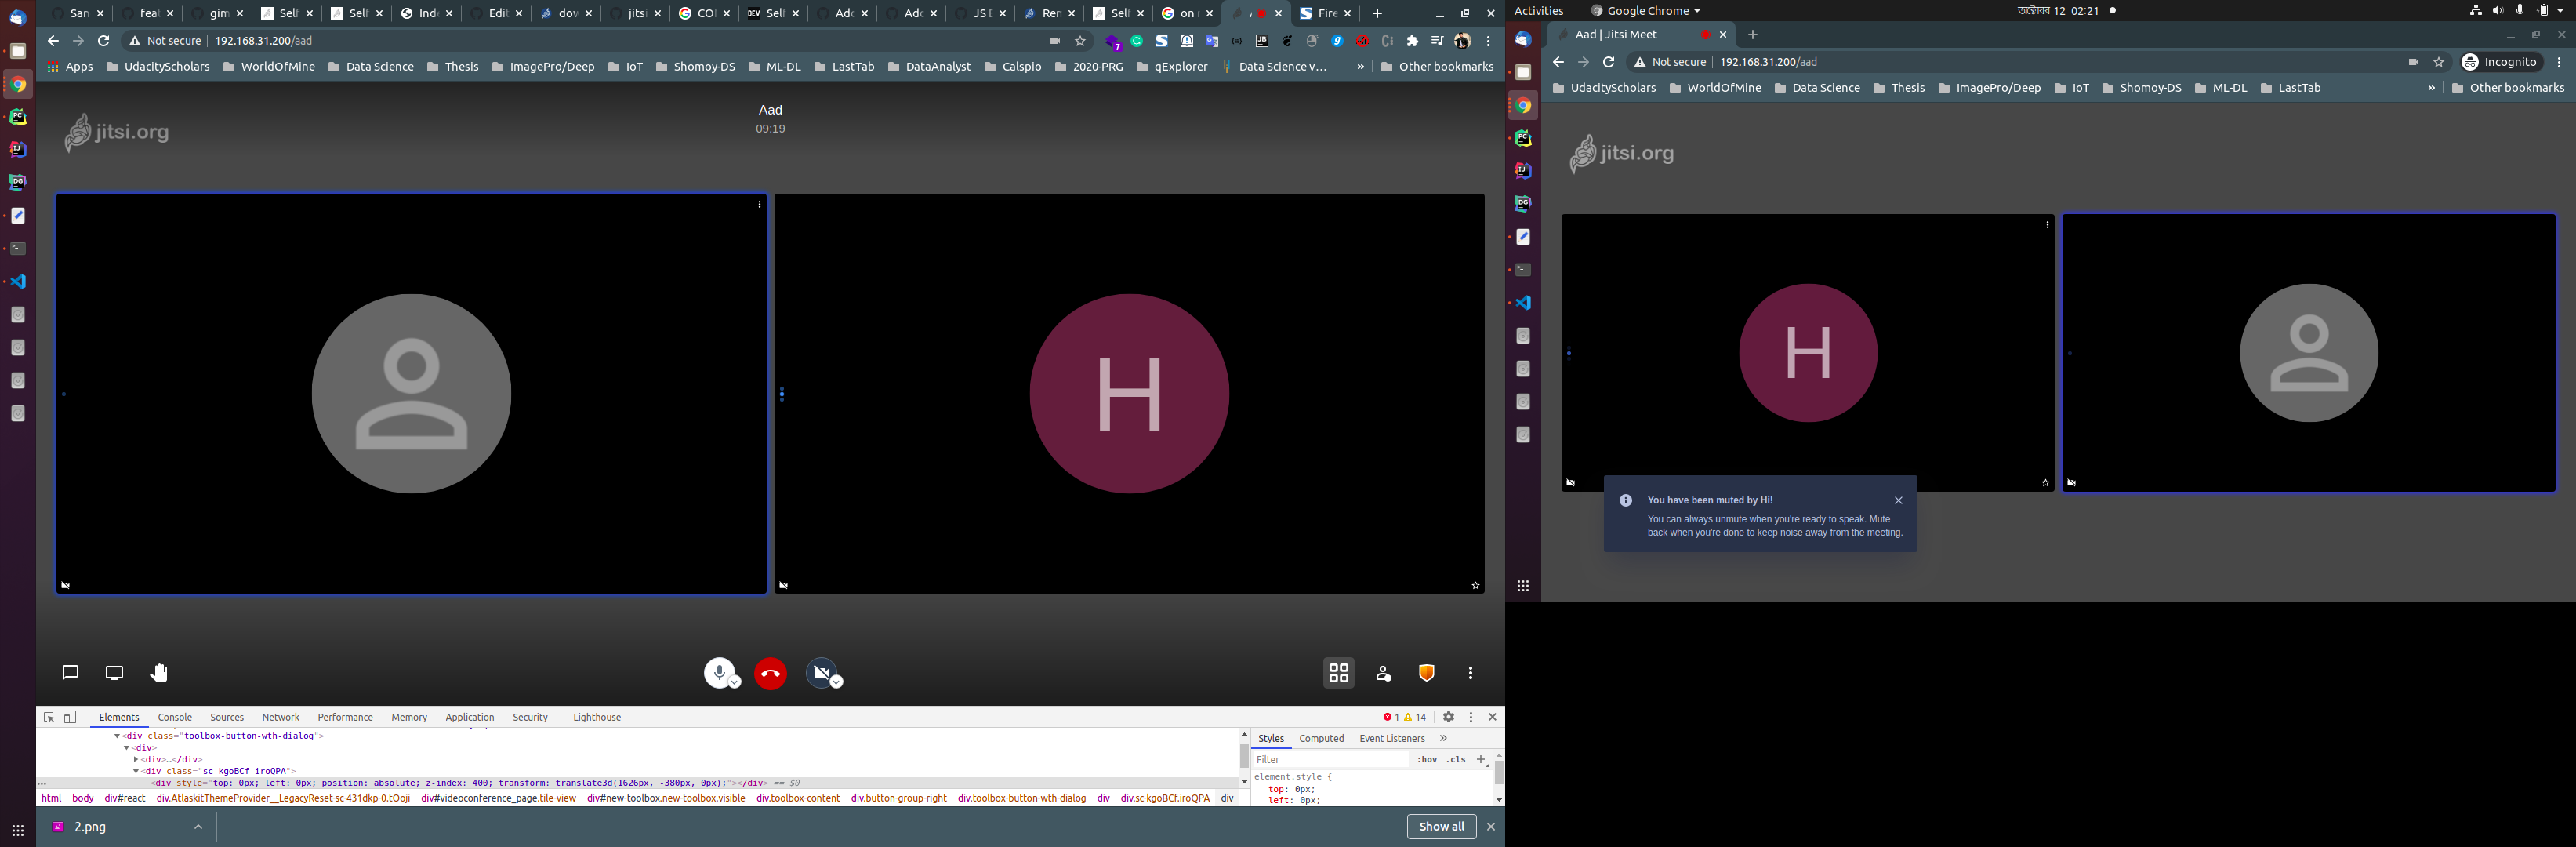 San
feat
gim
Self
Self
Inde
Edit
dow
jitsi
COI
Self
Adc
Adc
JS E
Ren
Self
on r
Fire
Not secure 192.168.31.200/aad
7
Apps UdacityScholars WorldOfMine Data Science Thesis ImagePro/Deep IoT Shomoy-DS ML-DL LastTab DataAnalyst Calspio 2020-PRG qExplorer Data Science v... » Other bookmarks
jitsi.org
Aad
09:19
H
Elements Console Sources Network Performance Memory Application Security Lighthouse 1 14
<div class="toolbox-button-wth-dialog">
<div>
<div>…</div>
<div class="sc-kgoBCf iroQPA">
<div style="top: 0px; left: 0px; position: absolute; z-index: 400; transform: translate3d(1626px, -380px, 0px);"></div> == $0
html body div#react div.AtlaskitThemeProvider__LegacyReset-sc-431dkp-0.tOoji div#videoconference_page.tile-view div#new-toolbox.new-toolbox.visible div.toolbox-content div.button-group-right div.toolbox-button-wth-dialog div div.sc-kgoBCf.iroQPA div
Styles Computed Event Listeners »
Filter :hov .cls +
element.style {
top: 0px;
left: 0px;
2.png
Show all
Activities Google Chrome অক্টোবর 12 02:21
Aad | Jitsi Meet
Not secure 192.168.31.200/aad Incognito
UdacityScholars WorldOfMine Data Science Thesis ImagePro/Deep IoT Shomoy-DS ML-DL LastTab » Other bookmarks
jitsi.org
H
You have been muted by Hi!
You can always unmute when you're ready to speak. Mute
back when you're done to keep noise away from the meeting.